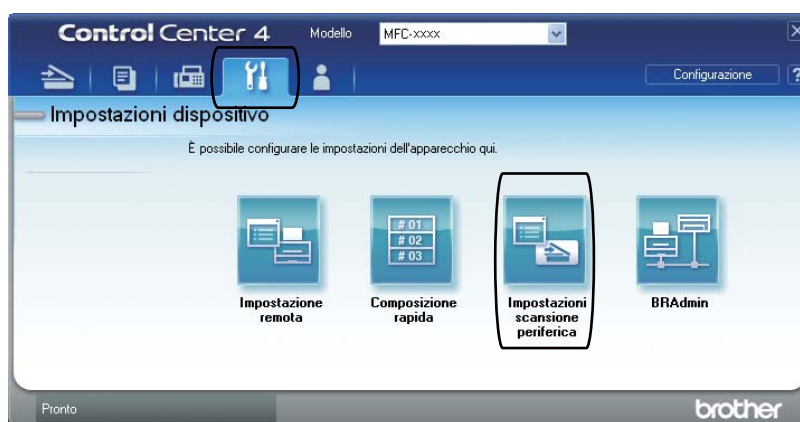 Control Center 4 Modello MFC-xxxx X
Configurazione ?
Impostazioni dispositivo
È possibile configurare le impostazioni dell'apparecchio qui.
# 01
# 02
# 03
Impostazione
remota
Composizione
rapida
Impostazioni
scansione
periferica
BRAdmin
Pronto
brother